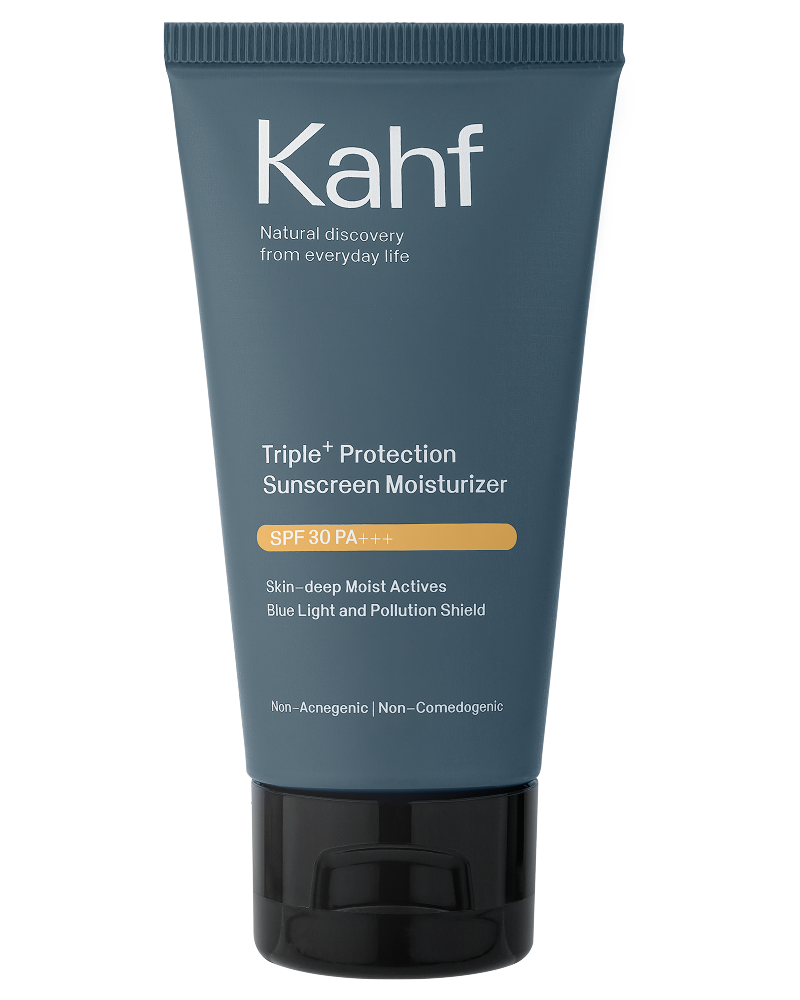 Kahf
Natural discovery
from everyday life
Triple⁺ Protection
Sunscreen Moisturizer
SPF 30 PA+++
Skin-deep Moist Actives
Blue Light and Pollution Shield
Non-Acnegenic | Non-Comedogenic